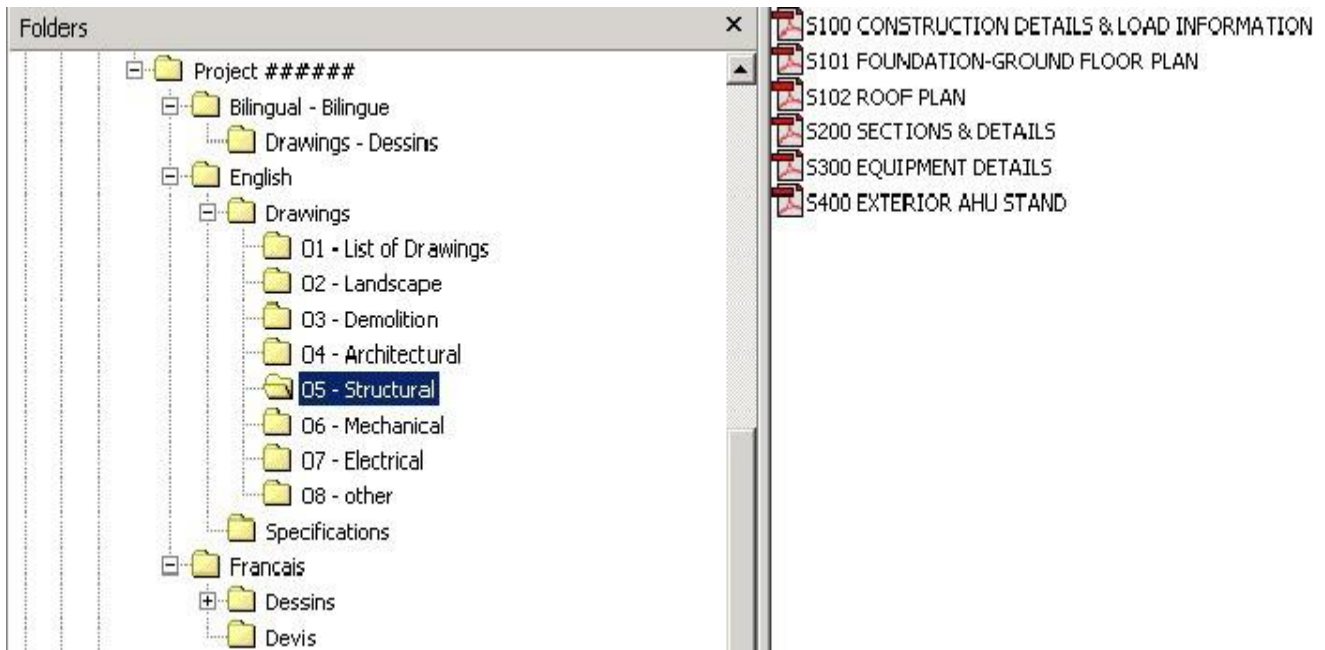 Folders
Project ######
Bilingual - Bilingue
Drawings - Dessins
English
Drawings
01 - List of Drawings
02 - Landscape
03 - Demolition
04 - Architectural
05 - Structural
06 - Mechanical
07 - Electrical
08 - other
Specifications
Francais
Dessins
Devis
S100 CONSTRUCTION DETAILS & LOAD INFORMATION
S101 FOUNDATION-GROUND FLOOR PLAN
S102 ROOF PLAN
S200 SECTIONS & DETAILS
S300 EQUIPMENT DETAILS
S400 EXTERIOR AHU STAND